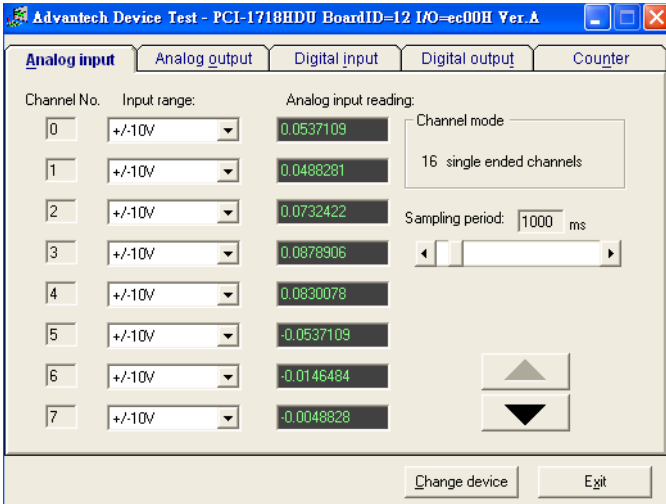 Advantech Device Test - PCI-1718HDU BoardID=12 I/O=ec00H Ver.A
Analog input Analog output Digital input Digital output Counter
Channel No. Input range: Analog input reading:
Channel mode
0 +/-10V 0.0537109
16 single ended channels
1 +/-10V 0.0488281
2 +/-10V 0.0732422
Sampling period: 1000 ms
3 +/-10V 0.0878906
4 +/-10V 0.0830078
5 +/-10V -0.0537109
6 +/-10V -0.0146484
7 +/-10V -0.0048828
Change device Exit